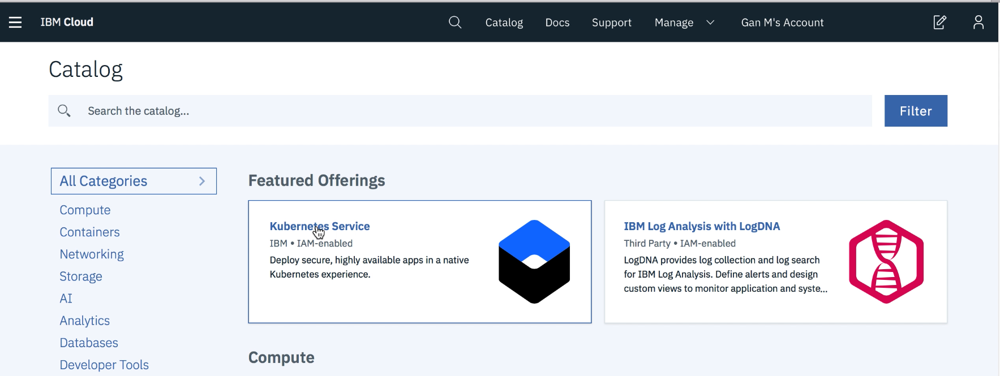 IBM Cloud
Catalog
Docs
Support
Manage
Gan M's Account
Catalog
Search the catalog...
Filter
All Categories
Compute
Containers
Networking
Storage
AI
Analytics
Databases
Developer Tools
Featured Offerings
Kubernetes Service
IBM • IAM-enabled
Deploy secure, highly available apps in a native
Kubernetes experience.
IBM Log Analysis with LogDNA
Third Party • IAM-enabled
LogDNA provides log collection and log search
for IBM Log Analysis. Define alerts and design
custom views to monitor application and syste...
Compute